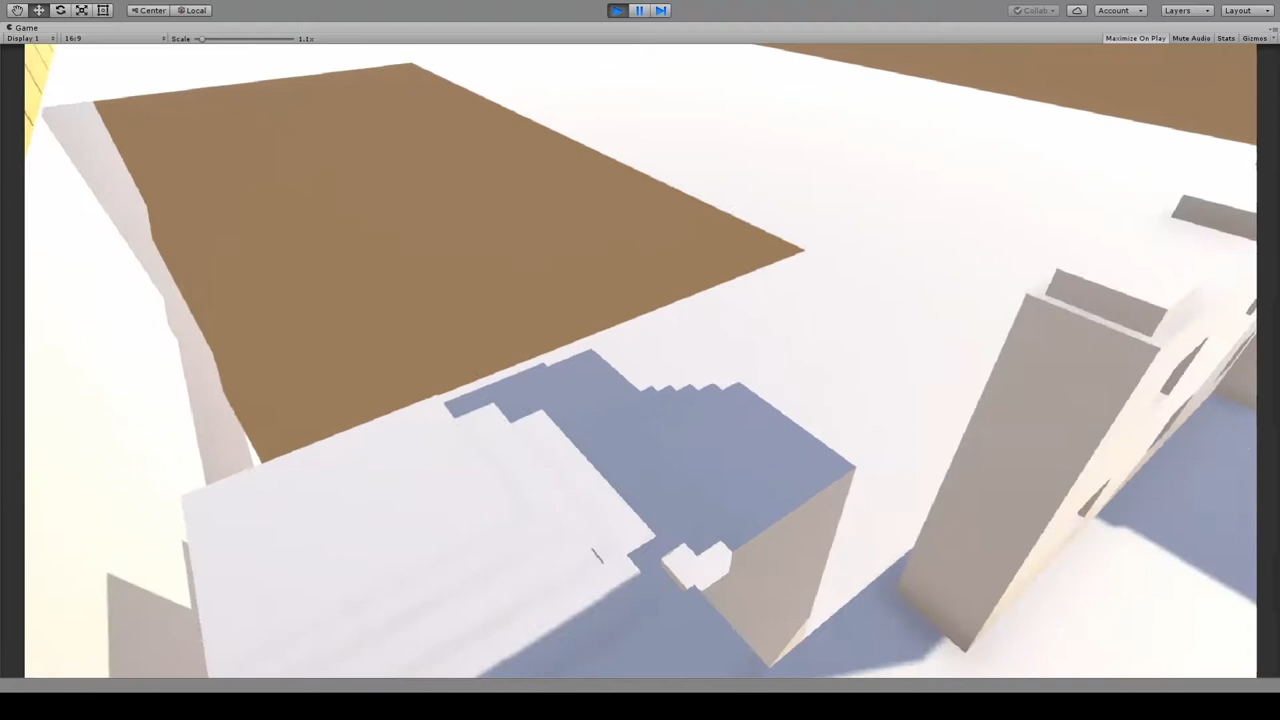 Center Local Collab Account Layers Layout
Game
Display 1 16:9 Scale 1.1x Maximize On Play Mute Audio Stats Gizmos